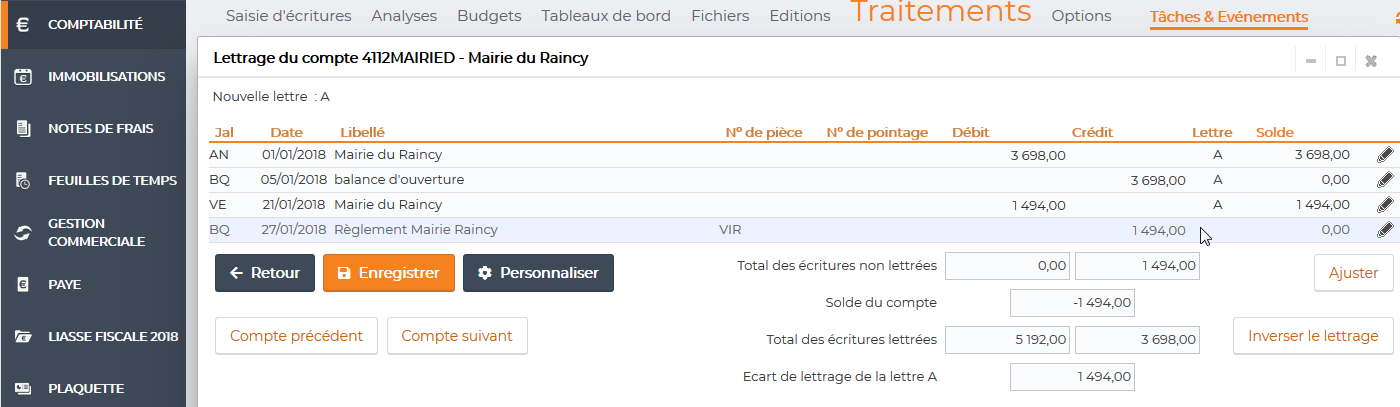 COMPTABILITÉ
IMMOBILISATIONS
NOTES DE FRAIS
FEUILLES DE TEMPS
GESTION
COMMERCIALE
PAYE
LIASSE FISCALE 2018
PLAQUETTE
Saisie d'écritures Analyses Budgets Tableaux de bord Fichiers Editions Traitements Options Tâches & Evénements
Lettrage du compte 4112MAIRIED - Mairie du Raincy
Nouvelle lettre : A
Jal Date Libellé N° de pièce N° de pointage Débit Crédit Lettre Solde
AN 01/01/2018 Mairie du Raincy 3 698,00 A 3 698,00
BQ 05/01/2018 balance d'ouverture 3 698,00 A 0,00
VE 21/01/2018 Mairie du Raincy 1 494,00 A 1 494,00
BQ 27/01/2018 Règlement Mairie Raincy VIR 1 494,00 0,00
Retour Enregistrer Personnaliser
Total des écritures non lettrées 0,00 1 494,00 Ajuster
Solde du compte -1 494,00
Compte précédent Compte suivant
Total des écritures lettrées 5 192,00 3 698,00 Inverser le lettrage
Ecart de lettrage de la lettre A 1 494,00